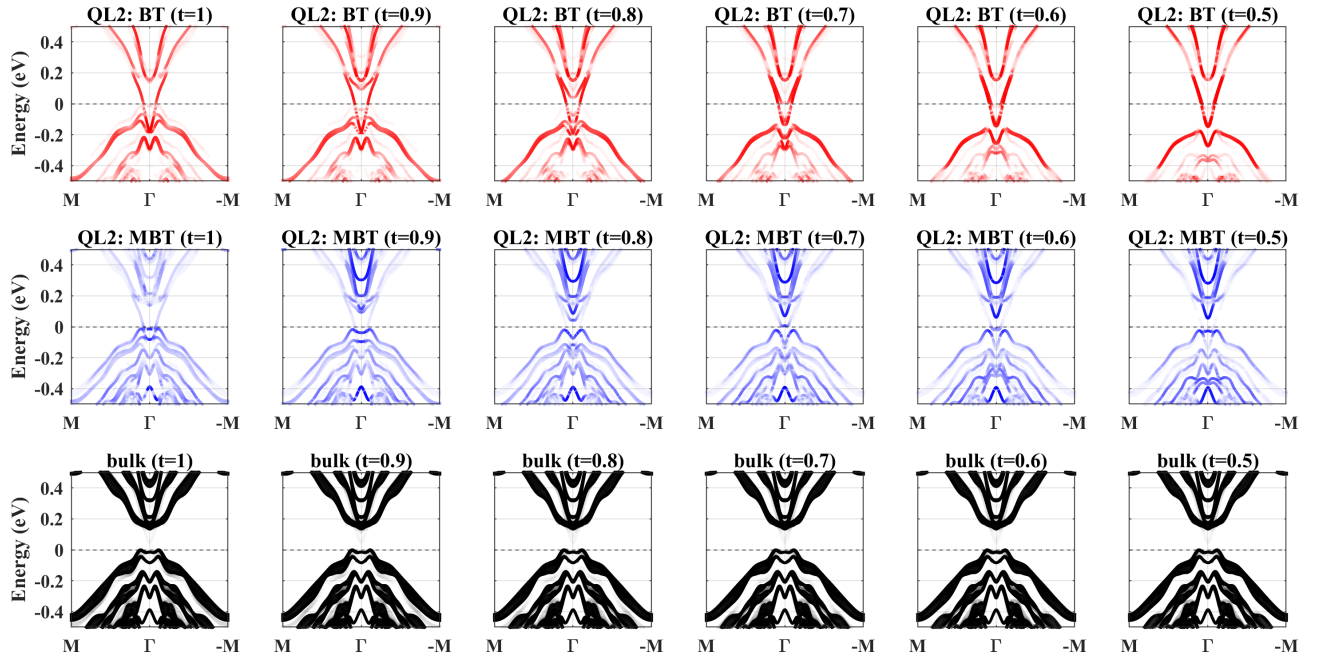 QL2: BT (t=1) QL2: BT (t=0.9) QL2: BT (t=0.8) QL2: BT (t=0.7) QL2: BT (t=0.6) QL2: BT (t=0.5)
Energy (eV)
0.4
0.2
0
-0.2
-0.4
M Γ -M M Γ -M M Γ -M M Γ -M M Γ -M M Γ -M
QL2: MBT (t=1) QL2: MBT (t=0.9) QL2: MBT (t=0.8) QL2: MBT (t=0.7) QL2: MBT (t=0.6) QL2: MBT (t=0.5)
Energy (eV)
0.4
0.2
0
-0.2
-0.4
M Γ -M M Γ -M M Γ -M M Γ -M M Γ -M M Γ -M
bulk (t=1) bulk (t=0.9) bulk (t=0.8) bulk (t=0.7) bulk (t=0.6) bulk (t=0.5)
Energy (eV)
0.4
0.2
0
-0.2
-0.4
M Γ -M M Γ -M M Γ -M M Γ -M M Γ -M M Γ -M